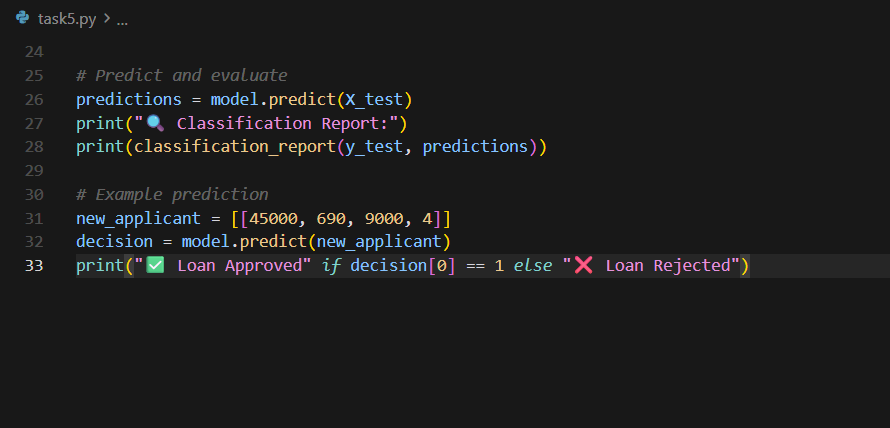 task5.py > ...
24
25 # Predict and evaluate
26 predictions = model.predict(X_test)
27 print("🔍 Classification Report:")
28 print(classification_report(y_test, predictions))
29
30 # Example prediction
31 new_applicant = [[45000, 690, 9000, 4]]
32 decision = model.predict(new_applicant)
33 print("✅ Loan Approved" if decision[0] == 1 else "❌ Loan Rejected")